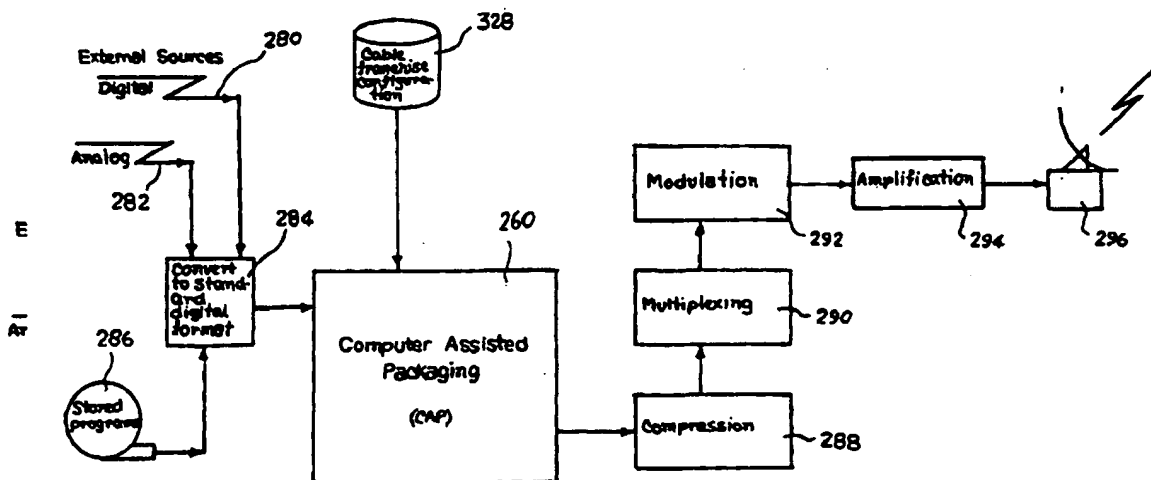 External Sources
280
Digital
Analog
282
328
Cable
franchise
configura-
tion
284
Convert
to stand-
ard
digital
format
286
Stored
programs
260
Computer Assisted
Packaging
(CAP)
Modulation
292
Amplification
294
296
Multiplexing
290
Compression
288